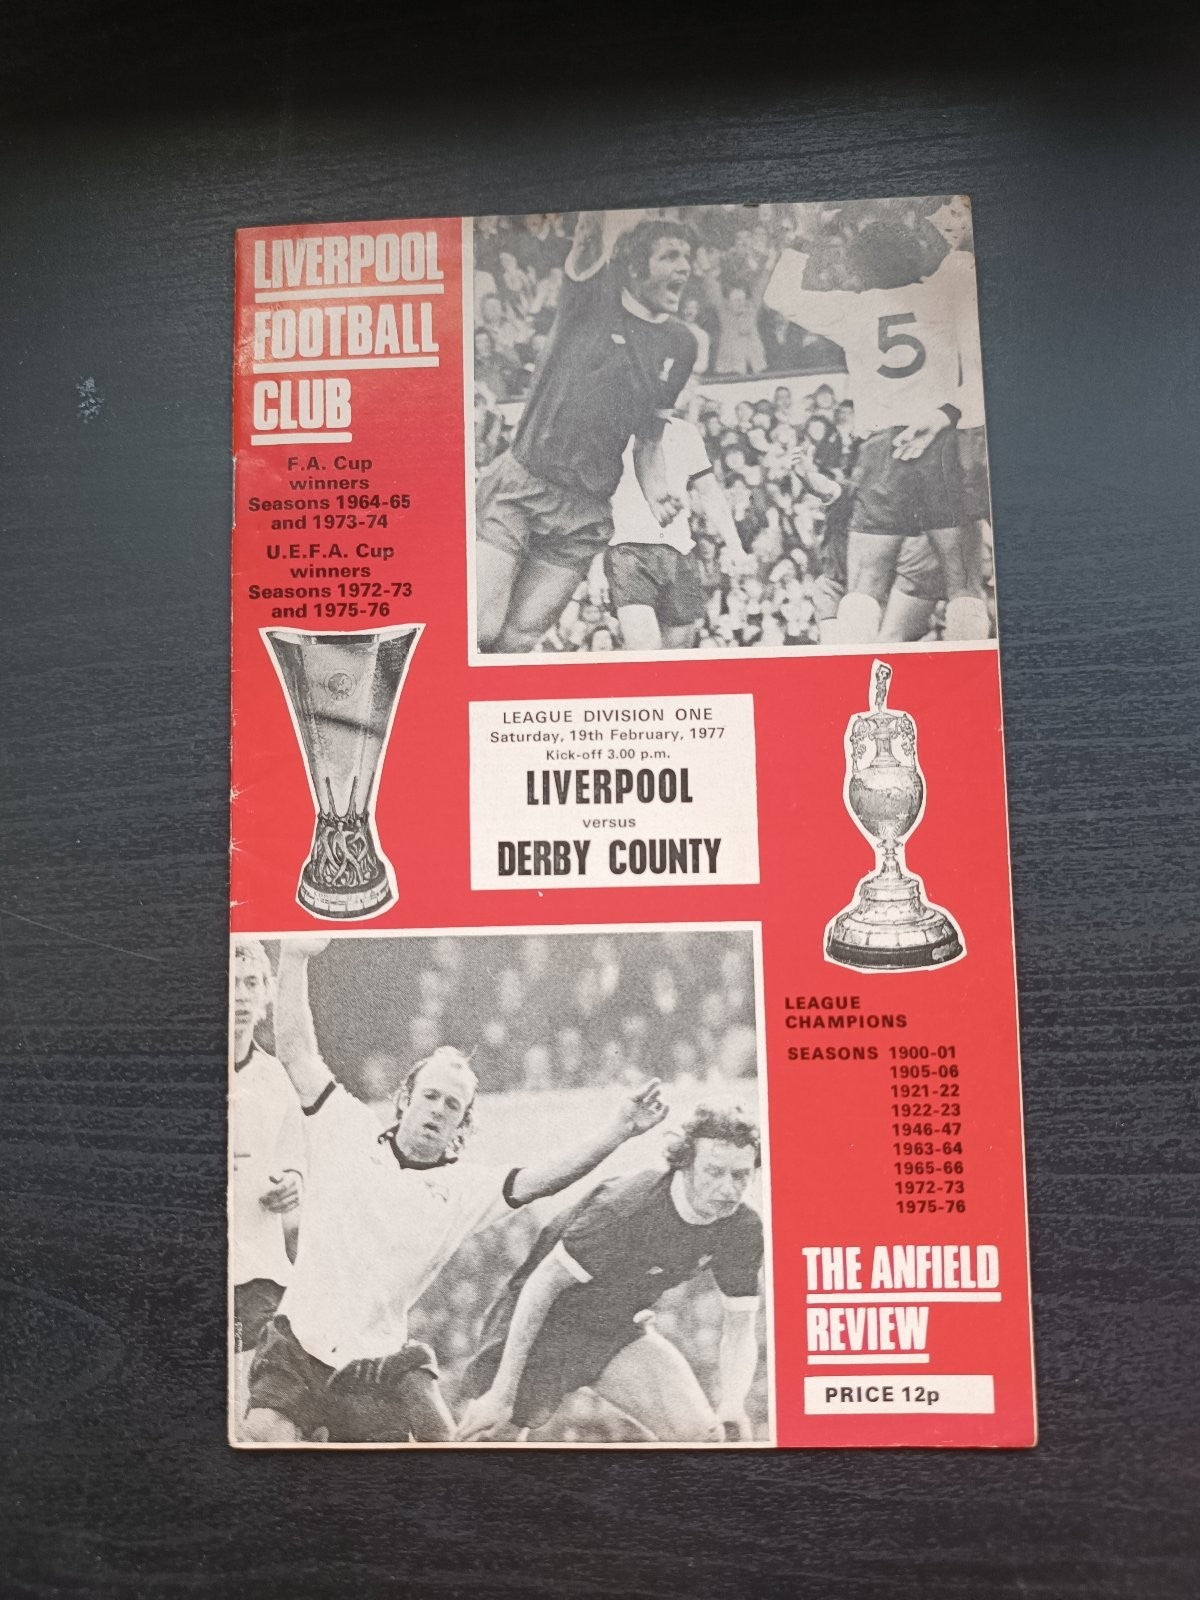 LIVERPOOL
FOOTBALL
CLUB
F.A. Cup
winners
Seasons 1964-65
and 1973-74
U.E.F.A. Cup
winners
Seasons 1972-73
and 1975-76
5
LEAGUE DIVISION ONE
Saturday, 19th February, 1977
Kick-off 3.00 p.m.
LIVERPOOL
versus
DERBY COUNTY
LEAGUE
CHAMPIONS
SEASONS 1900-01
1905-06
1921-22
1922-23
1946-47
1963-64
1965-66
1972-73
1975-76
THE ANFIELD
REVIEW
PRICE 12p